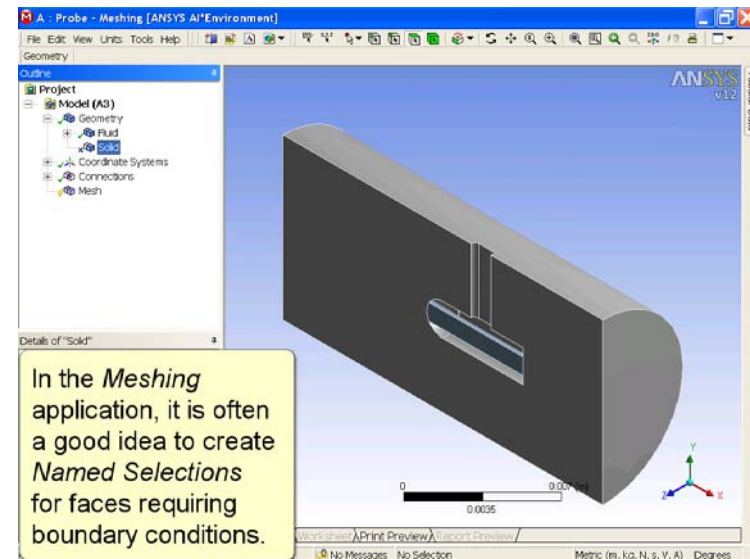 A : Probe - Meshing [ANSYS AI*Environment]
File Edit View Units Tools Help
Geometry
Outline
Project
Model (A3)
Geometry
Fluid
Solid
Coordinate Systems
Connections
Mesh
ANSYS
v12
Details of "Solid"
In the Meshing
application, it is often
a good idea to create
Named Selections
for faces requiring
boundary conditions.
0
0.007 (m)
0.0035
Y
Z
X
Worksheet Print Preview Report Preview
No Messages No Selection Metric (m, kg, N, s, V, A) Degrees